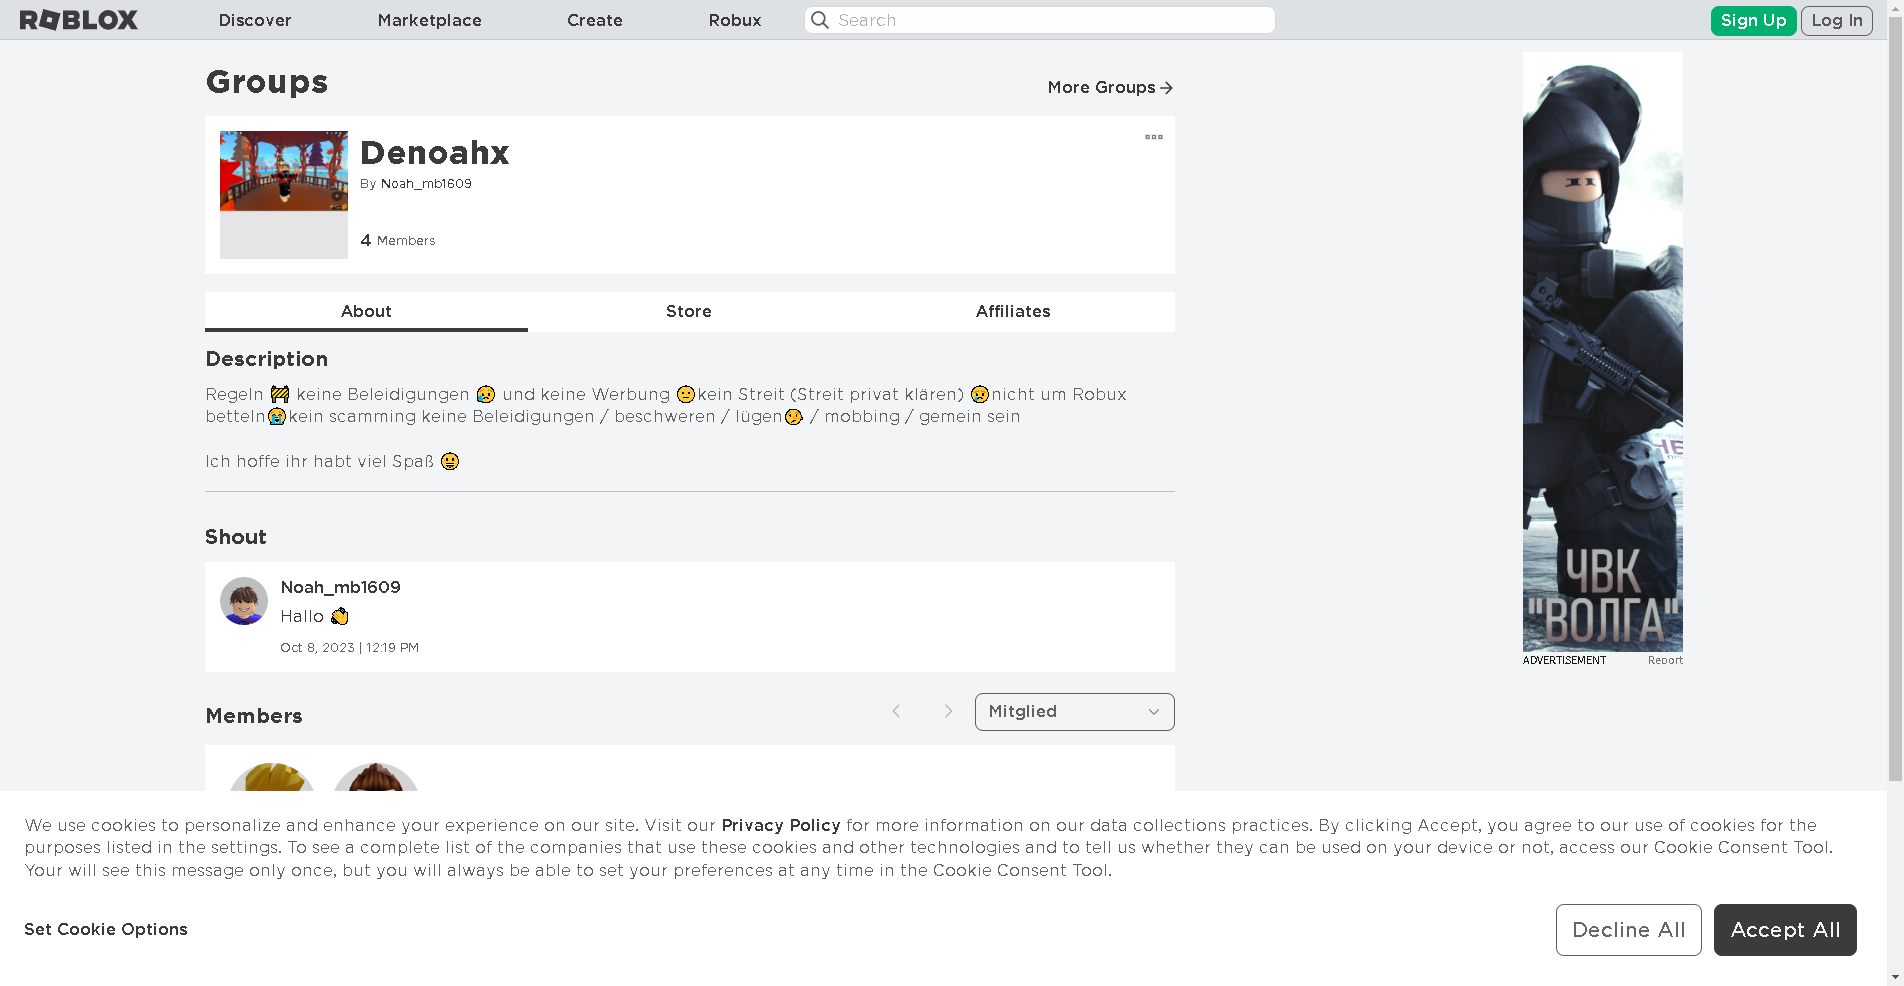 ROBLOX
Discover
Marketplace
Create
Robux
Search
Sign Up
Log In
Groups
More Groups
Denoahx
By Noah_mb1609
4 Members
About
Store
Affiliates
Description
Regeln 🚧 keine Beleidigungen 😥 und keine Werbung 😐kein Streit (Streit privat klären) 😥nicht um Robux
betteln😭kein scamming keine Beleidigungen / beschweren / lügen🤥 / mobbing / gemein sein
Ich hoffe ihr habt viel Spaß 😀
Shout
Noah_mb1609
Hallo 👏
Oct 8, 2023 | 12:19 PM
Members
Mitglied
ЧВК
"ВОЛГА"
ADVERTISEMENT
Report
We use cookies to personalize and enhance your experience on our site. Visit our Privacy Policy for more information on our data collections practices. By clicking Accept, you agree to our use of cookies for the
purposes listed in the settings. To see a complete list of the companies that use these cookies and other technologies and to tell us whether they can be used on your device or not, access our Cookie Consent Tool.
Your will see this message only once, but you will always be able to set your preferences at any time in the Cookie Consent Tool.
Set Cookie Options
Decline All
Accept All